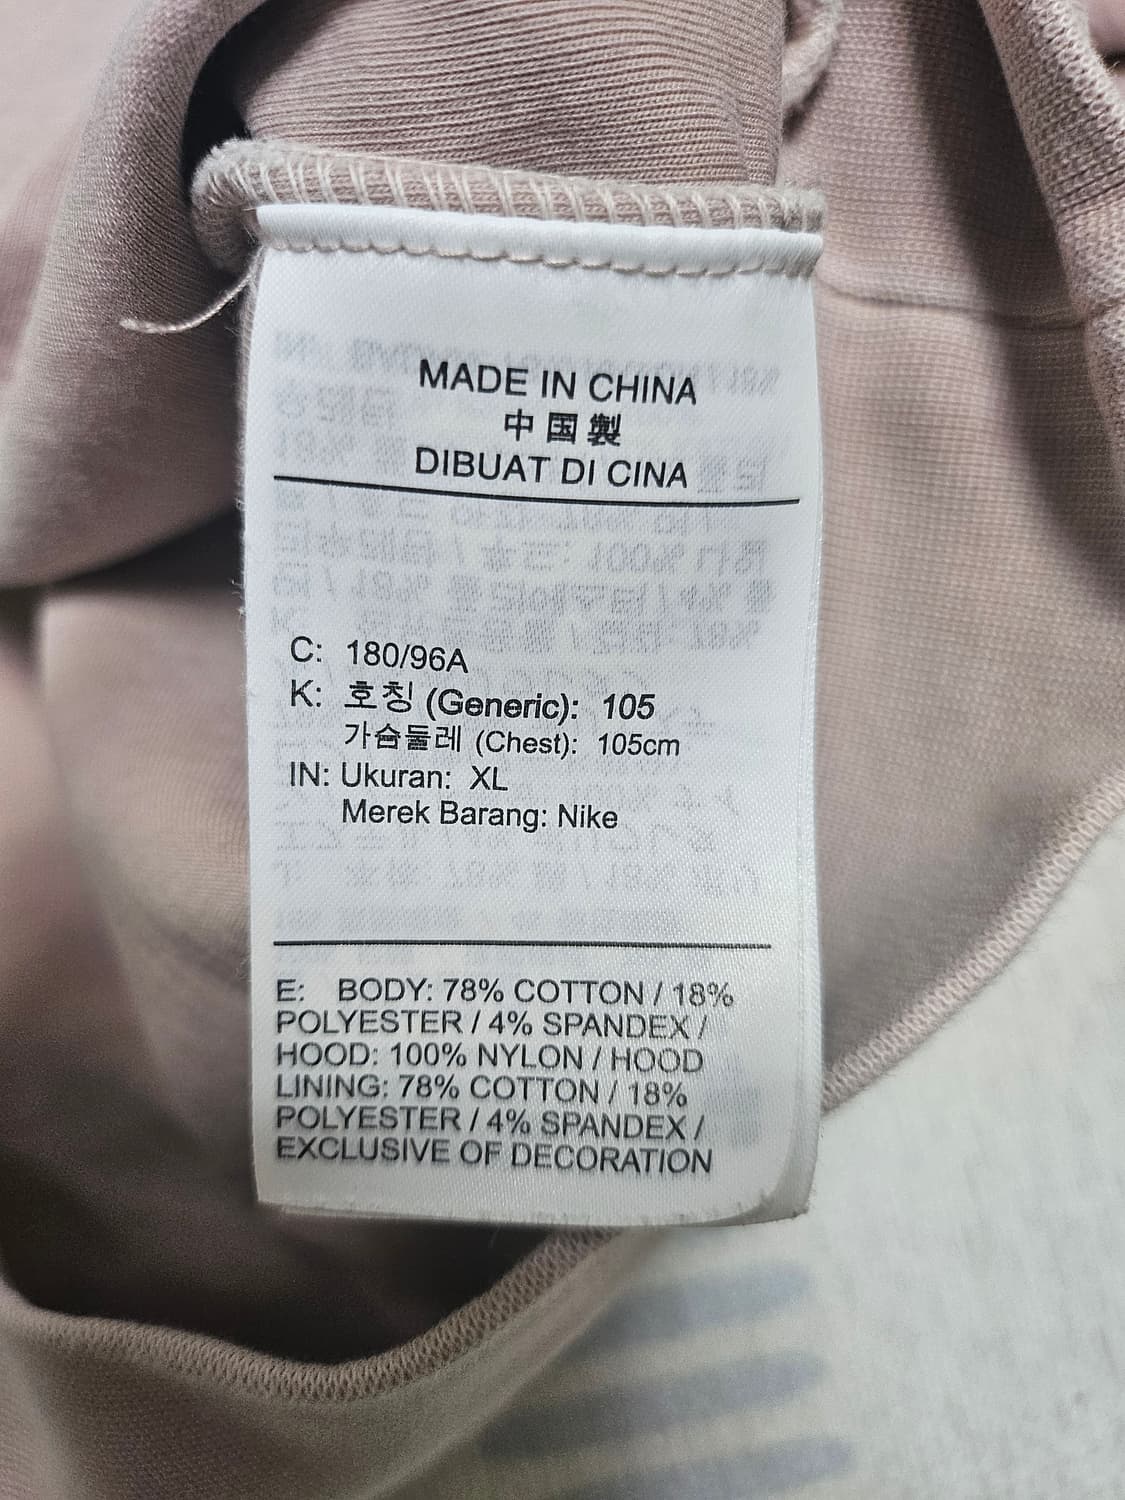 MADE IN CHINA
中国製
DIBUAT DI CINA
C: 180/96A
K: 호칭 (Generic): 105
가슴둘레 (Chest): 105cm
IN: Ukuran: XL
Merek Barang: Nike
E: BODY: 78% COTTON / 18%
POLYESTER / 4% SPANDEX /
HOOD: 100% NYLON / HOOD
LINING: 78% COTTON / 18%
POLYESTER / 4% SPANDEX /
EXCLUSIVE OF DECORATION